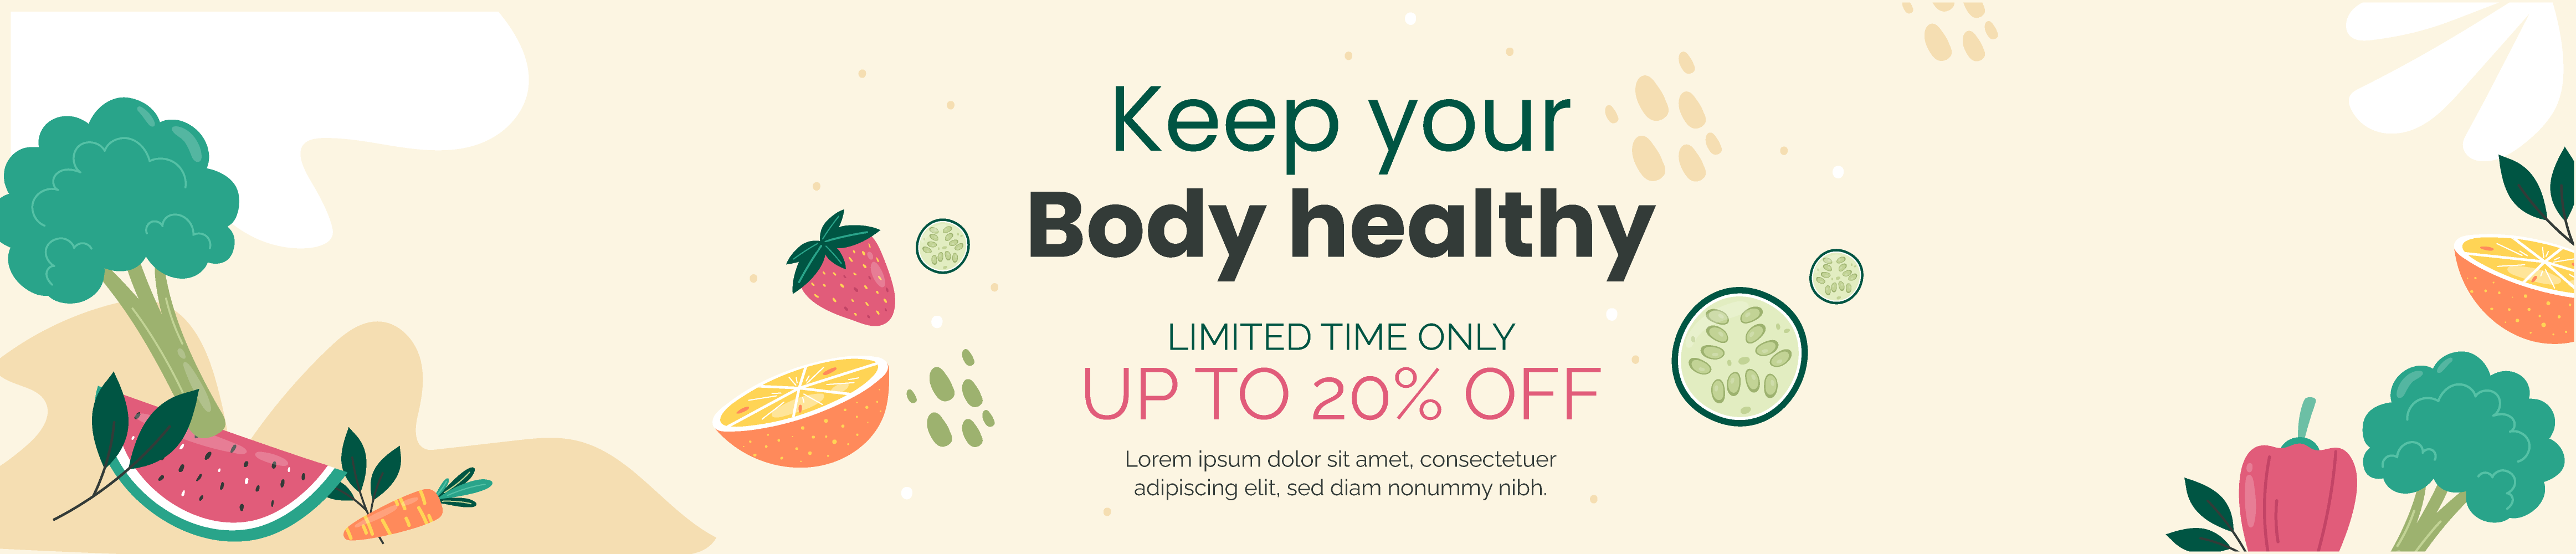 Keep your
Body healthy
LIMITED TIME ONLY
UP TO 20% OFF
Lorem ipsum dolor sit amet, consectetuer
adipiscing elit, sed diam nonummy nibh.